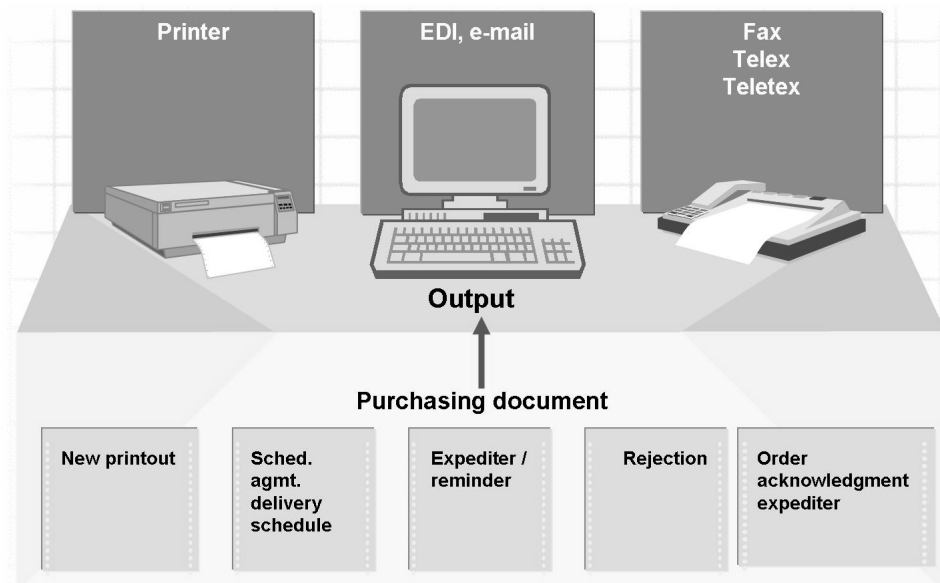 Printer
EDI, e-mail
Fax
Telex
Teletex
Output
Purchasing document
New printout
Sched.
agmt.
delivery
schedule
Expediter /
reminder
Rejection
Order
acknowledgment
expediter